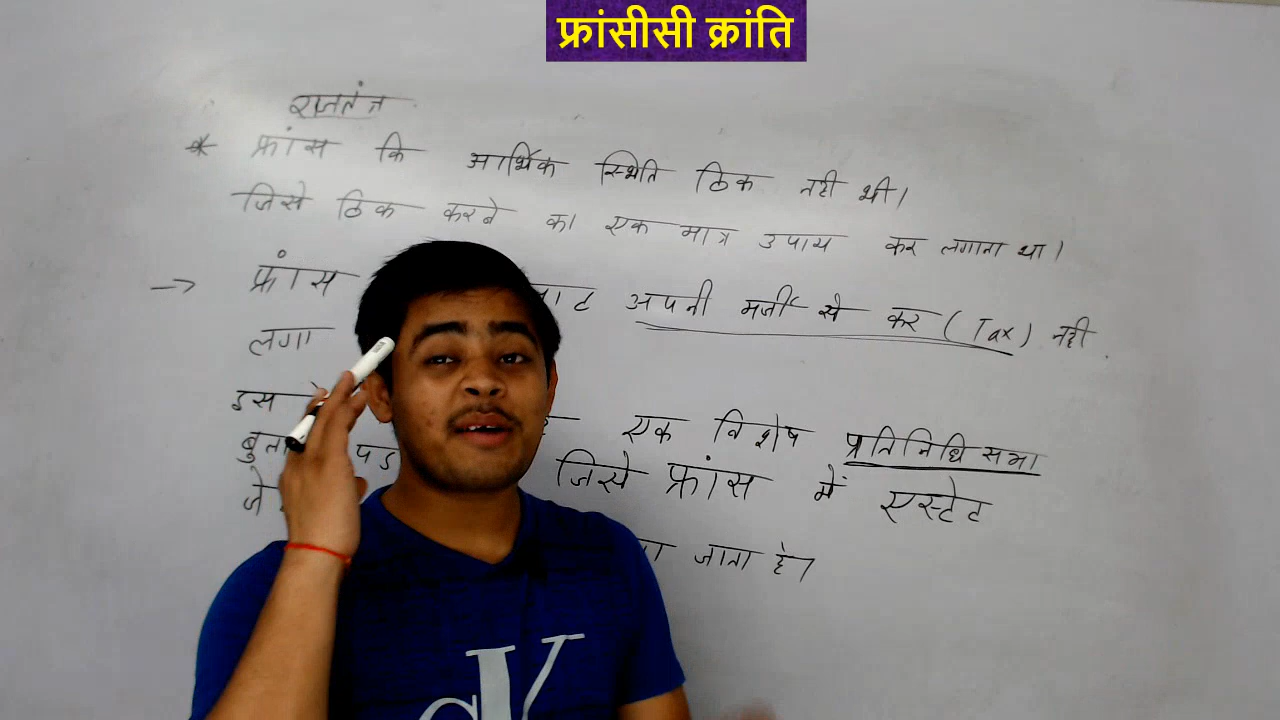 फ्रांसीसी क्रांति
राजतंत्र
* फ्रांस कि आर्थिक स्थिति ठिक नही थी।
जिसे ठिक करने का एक मात्र उपाय कर लगाना था।
→ फ्रांस अपनी मर्जी से कर (Tax) नही
लगा
इस एक विशेष प्रतिनिधि सभा
जिसे फ्रांस में एस्टेट
जाता है।
CK